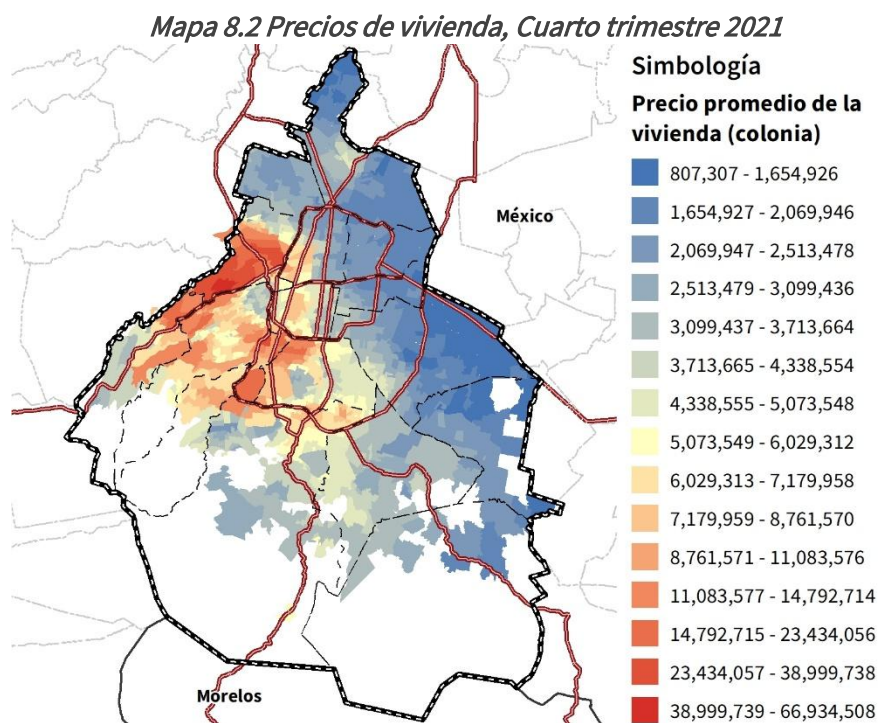 Mapa 8.2 Precios de vivienda, Cuarto trimestre 2021
Simbología
Precio promedio de la
vivienda (colonia)
807,307 - 1,654,926
1,654,927 - 2,069,946
2,069,947 - 2,513,478
2,513,479 - 3,099,436
3,099,437 - 3,713,664
3,713,665 - 4,338,554
4,338,555 - 5,073,548
5,073,549 - 6,029,312
6,029,313 - 7,179,958
7,179,959 - 8,761,570
8,761,571 - 11,083,576
11,083,577 - 14,792,714
14,792,715 - 23,434,056
23,434,057 - 38,999,738
38,999,739 - 66,934,508
México
Morelos